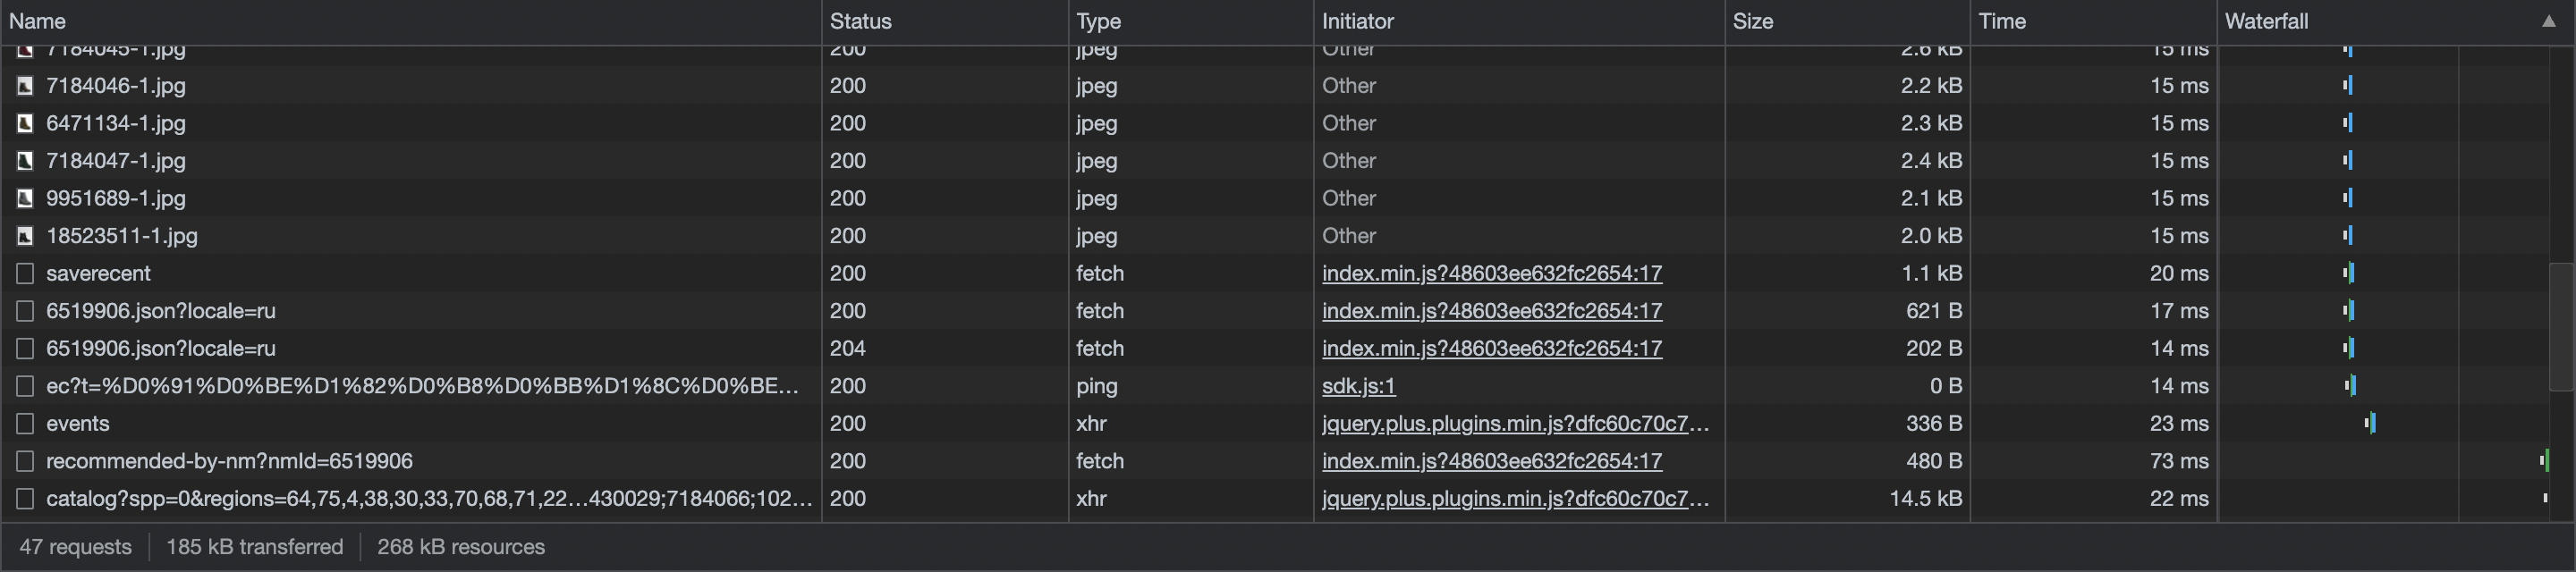 Name Status Type Initiator Size Time Waterfall
7184045-1.jpg 200 jpeg Other 2.6 kB 15 ms
7184046-1.jpg 200 jpeg Other 2.2 kB 15 ms
6471134-1.jpg 200 jpeg Other 2.3 kB 15 ms
7184047-1.jpg 200 jpeg Other 2.4 kB 15 ms
9951689-1.jpg 200 jpeg Other 2.1 kB 15 ms
18523511-1.jpg 200 jpeg Other 2.0 kB 15 ms
saverecent 200 fetch index.min.js?48603ee632fc2654:17 1.1 kB 20 ms
6519906.json?locale=ru 200 fetch index.min.js?48603ee632fc2654:17 621 B 17 ms
6519906.json?locale=ru 204 fetch index.min.js?48603ee632fc2654:17 202 B 14 ms
ec?t=%D0%91%D0%BE%D1%82%D0%B8%D0%BB%D1%8C%D0%BE… 200 ping sdk.js:1 0 B 14 ms
events 200 xhr jquery.plus.plugins.min.js?dfc60c70c7… 336 B 23 ms
recommended-by-nm?nmId=6519906 200 fetch index.min.js?48603ee632fc2654:17 480 B 73 ms
catalog?spp=0&regions=64,75,4,38,30,33,70,68,71,22…430029;7184066;102… 200 xhr jquery.plus.plugins.min.js?dfc60c70c7… 14.5 kB 22 ms
47 requests 185 kB transferred 268 kB resources